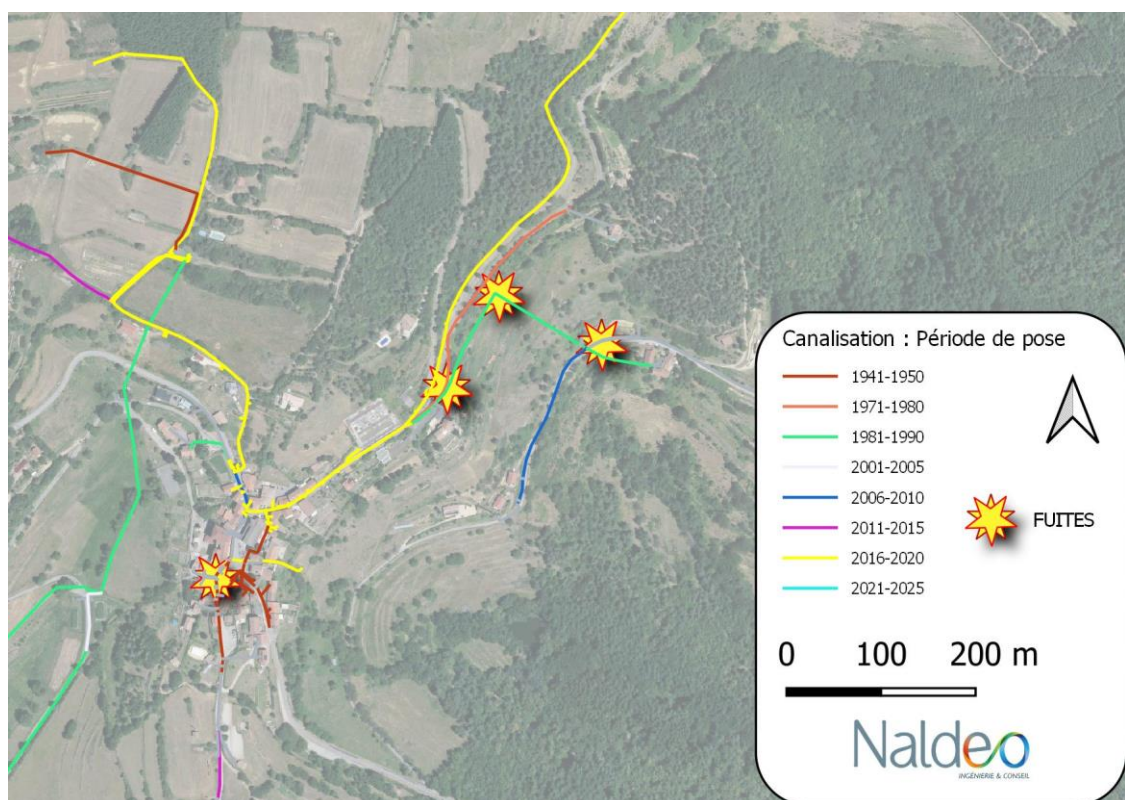 Canalisation : Période de pose
1941-1950
1971-1980
1981-1990
2001-2005
2006-2010
2011-2015
2016-2020
2021-2025
FUITES
0 100 200 m
Naldeo
INGÉNIERIE & CONSEIL